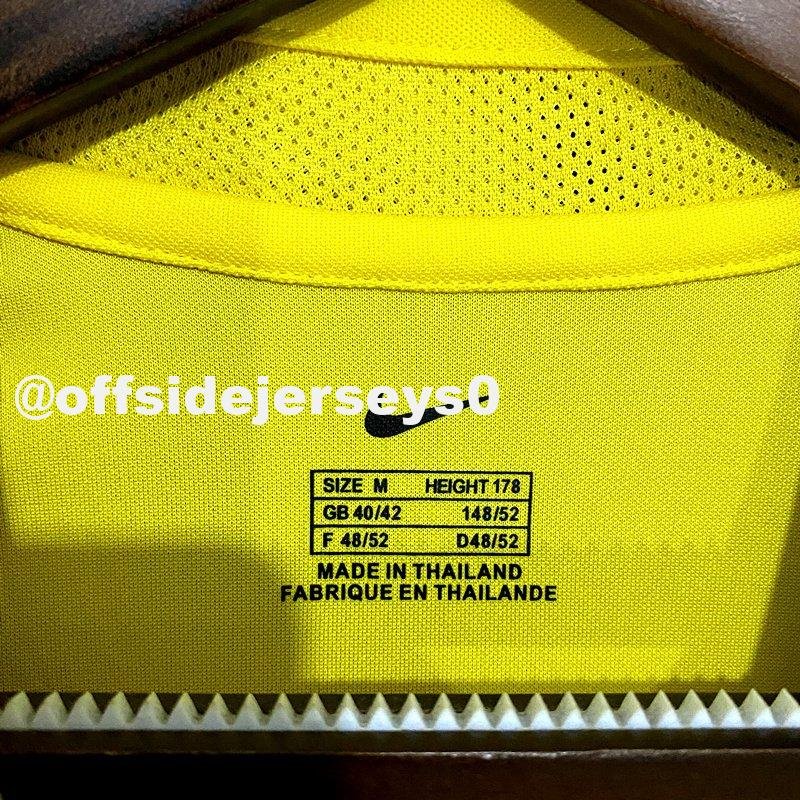 @offsidejerseys0
SIZE M HEIGHT 178
GB 40/42 148/52
F 48/52 D48/52
MADE IN THAILAND
FABRIQUE EN THAILANDE